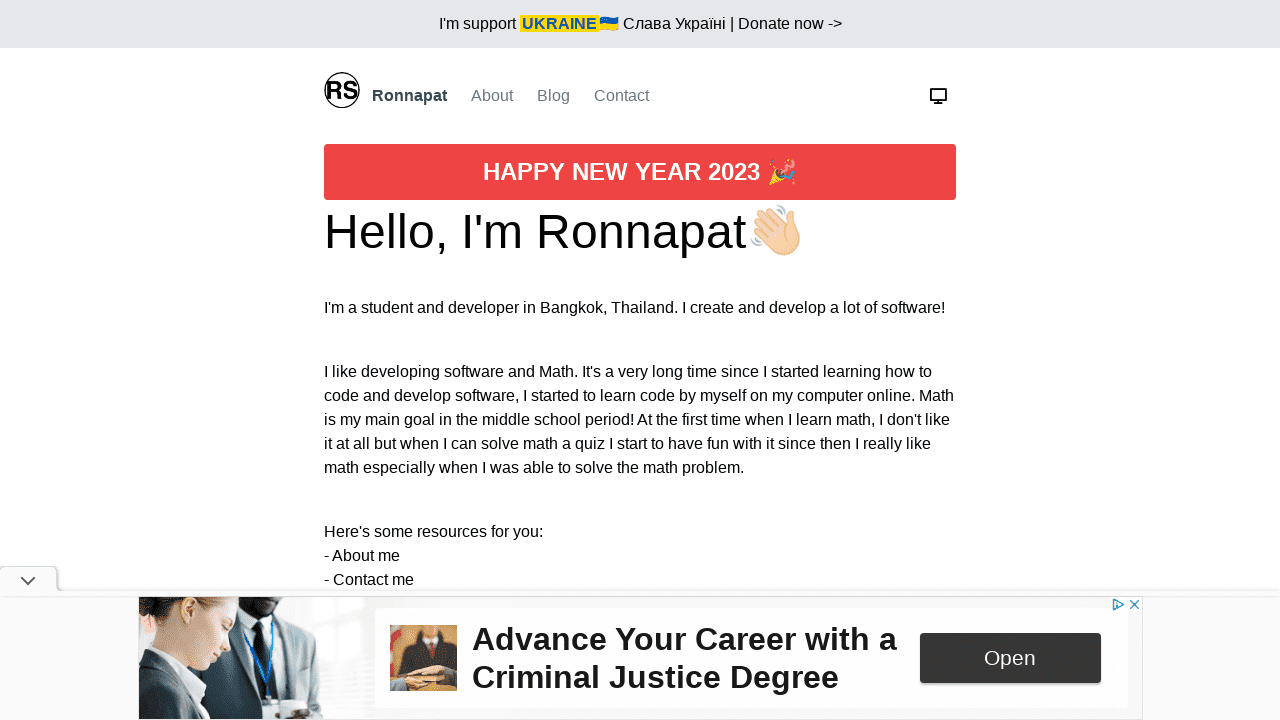 I'm support UKRAINE🇺🇦 Слава Україні | Donate now ->
RS Ronnapat About Blog Contact
HAPPY NEW YEAR 2023 🎉
Hello, I'm Ronnapat👋🏻
I'm a student and developer in Bangkok, Thailand. I create and develop a lot of software!
I like developing software and Math. It's a very long time since I started learning how to
code and develop software, I started to learn code by myself on my computer online. Math
is my main goal in the middle school period! At the first time when I learn math, I don't like
it at all but when I can solve math a quiz I start to have fun with it since then I really like
math especially when I was able to solve the math problem.
Here's some resources for you:
- About me
- Contact me
Advance Your Career with a
Criminal Justice Degree
Open